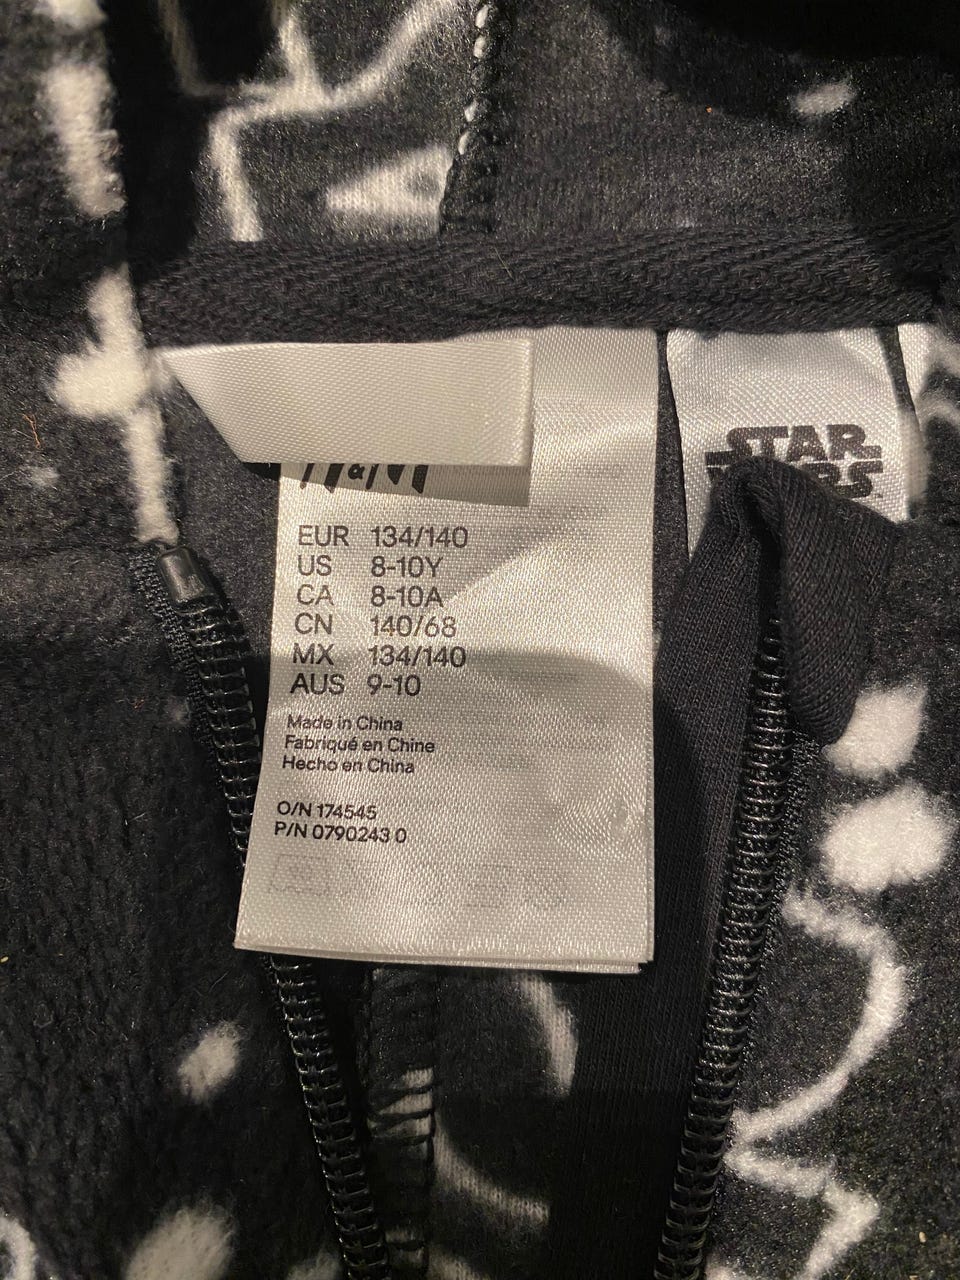 H&M
EUR 134/140
US 8-10Y
CA 8-10A
CN 140/68
MX 134/140
AUS 9-10
Made in China
Fabriqué en Chine
Hecho en China
O/N 174545
P/N 0790243 0
STAR
WARS